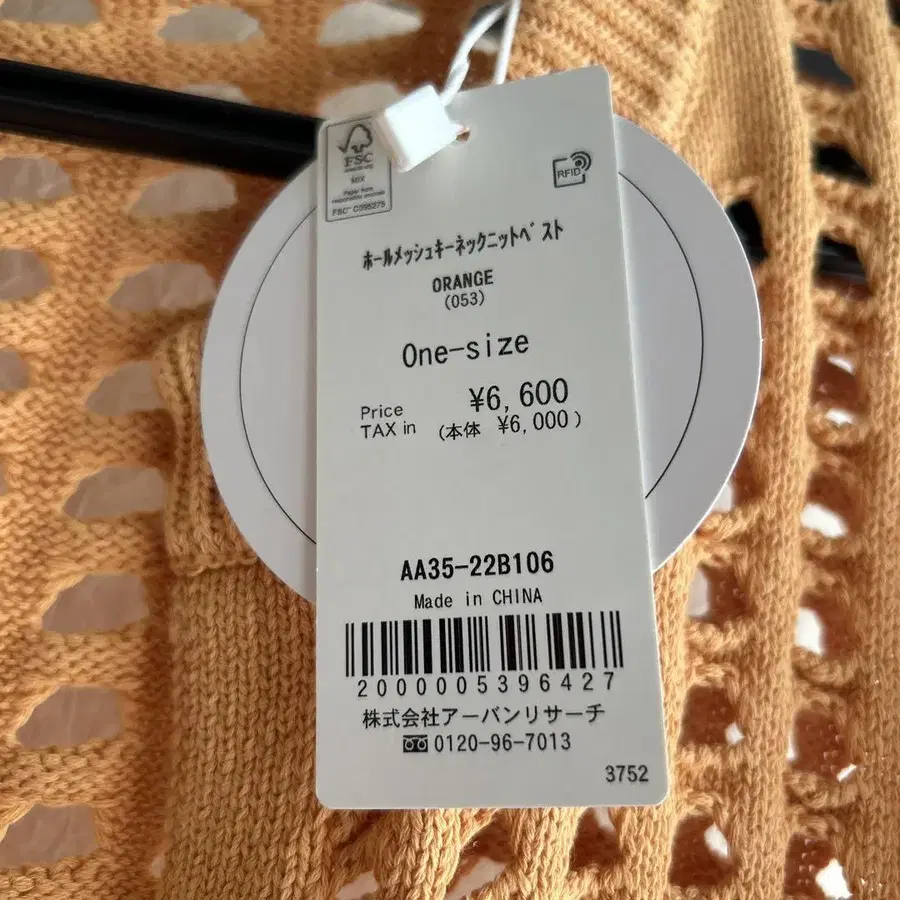 FSC
www.fsc.org
MIX
Paper from
responsible sources
FSC™ C095275
RFID
ホールメッシュキーネックニットベスト
ORANGE
(053)
One-size
Price ¥6,600
TAX in (本体 ¥6,000)
AA35-22B106
Made in CHINA
2000005396427
株式会社アーバンリサーチ
0120-96-7013
3752